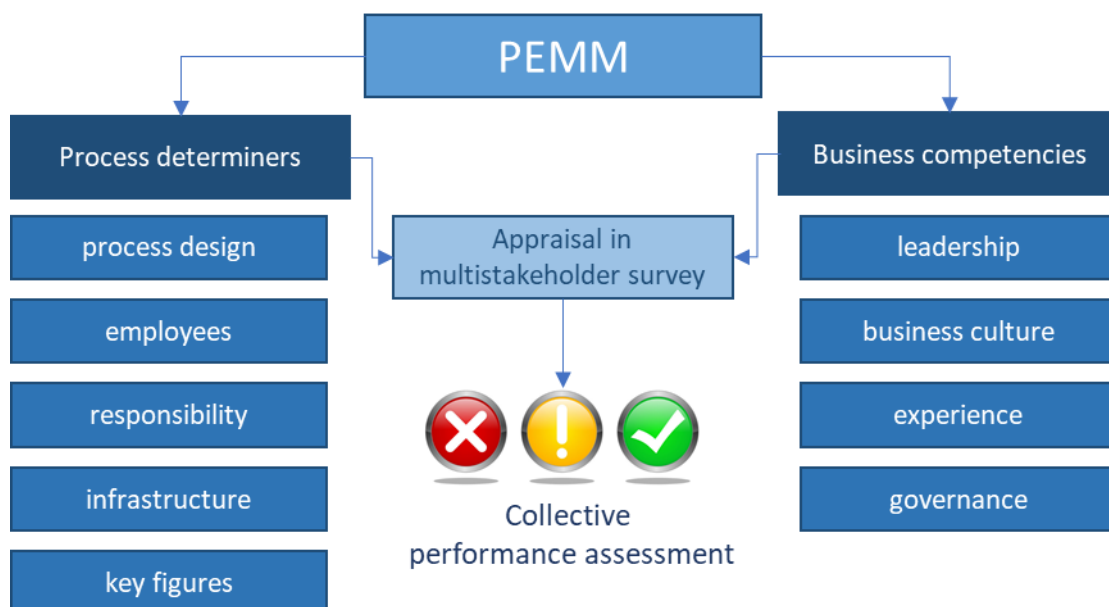 PEMM
Process determiners
process design
employees
responsibility
infrastructure
key figures
Appraisal in
multistakeholder survey
Collective
performance assessment
Business competencies
leadership
business culture
experience
governance